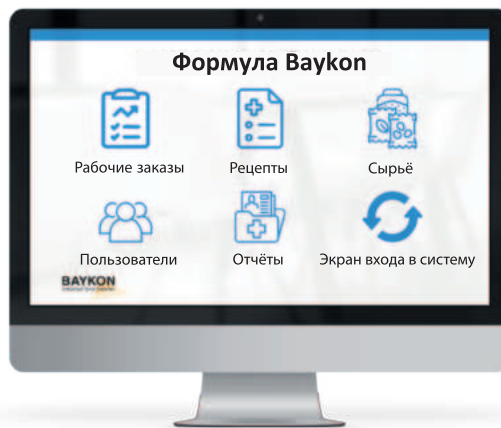 Формула Baykon
Рабочие заказы
Рецепты
Сырьё
Пользователи
Отчёты
Экран входа в систему
BAYKON